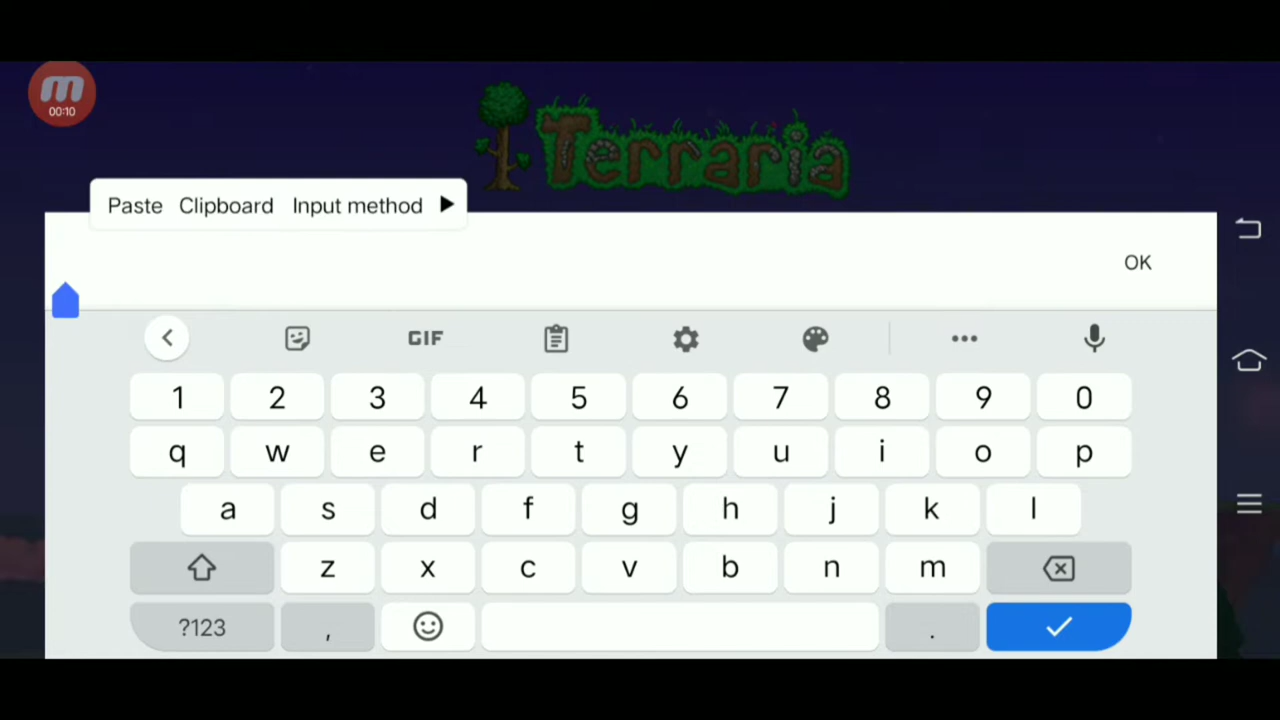 00:10
Terraria
Paste Clipboard Input method
OK
GIF
1 2 3 4 5 6 7 8 9 0
q w e r t y u i o p
a s d f g h j k l
z x c v b n m
?123 , .